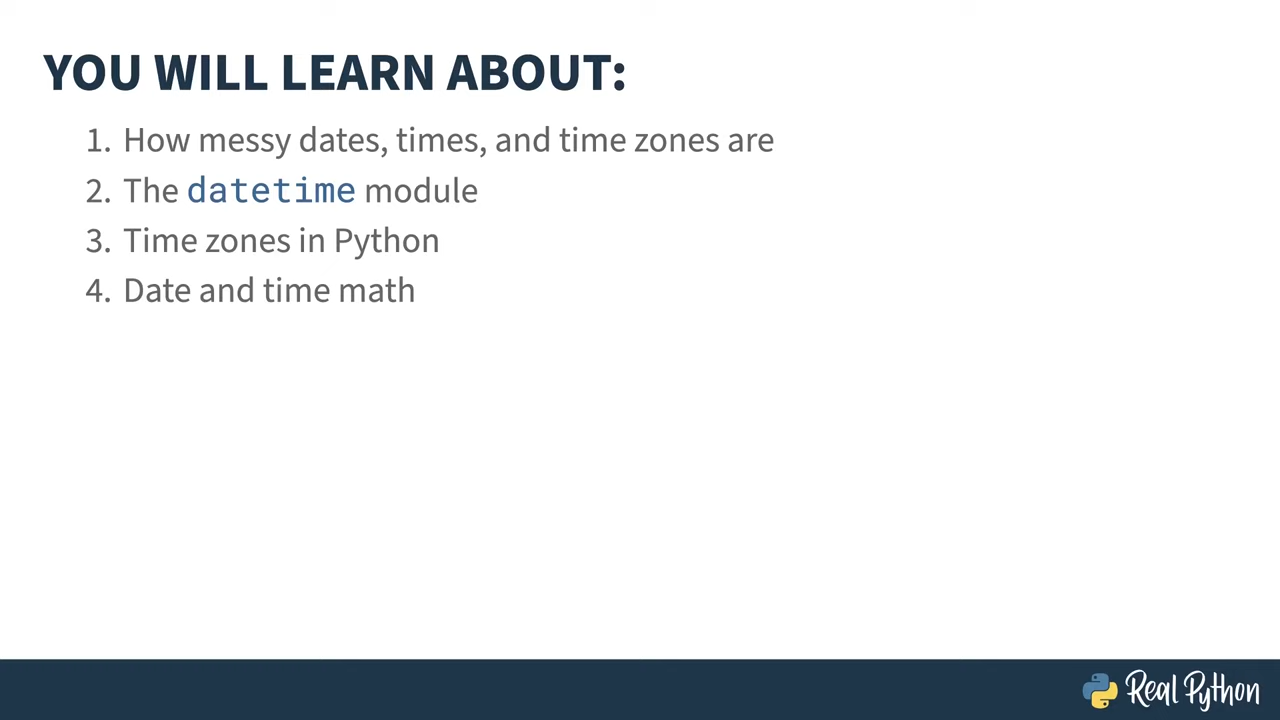 YOU WILL LEARN ABOUT:
1. How messy dates, times, and time zones are
2. The datetime module
3. Time zones in Python
4. Date and time math
Real Python